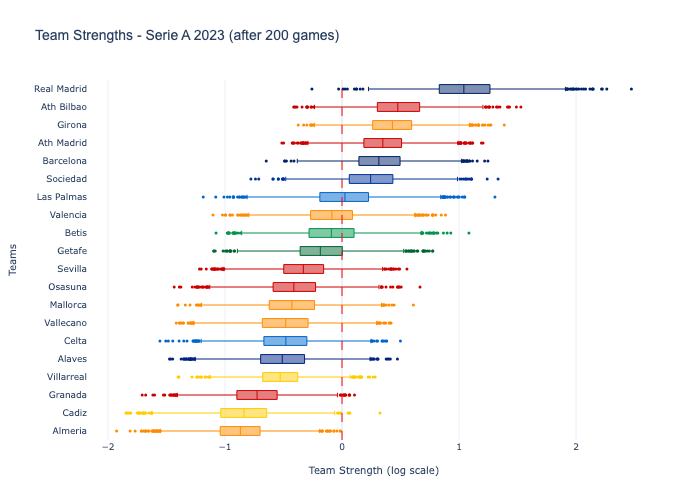 Team Strengths - Serie A 2023 (after 200 games)
Real Madrid
Ath Bilbao
Girona
Ath Madrid
Barcelona
Sociedad
Las Palmas
Valencia
Betis
Getafe
Sevilla
Osasuna
Mallorca
Vallecano
Celta
Alaves
Villarreal
Granada
Cadiz
Almeria
Teams
−2 −1 0 1 2
Team Strength (log scale)